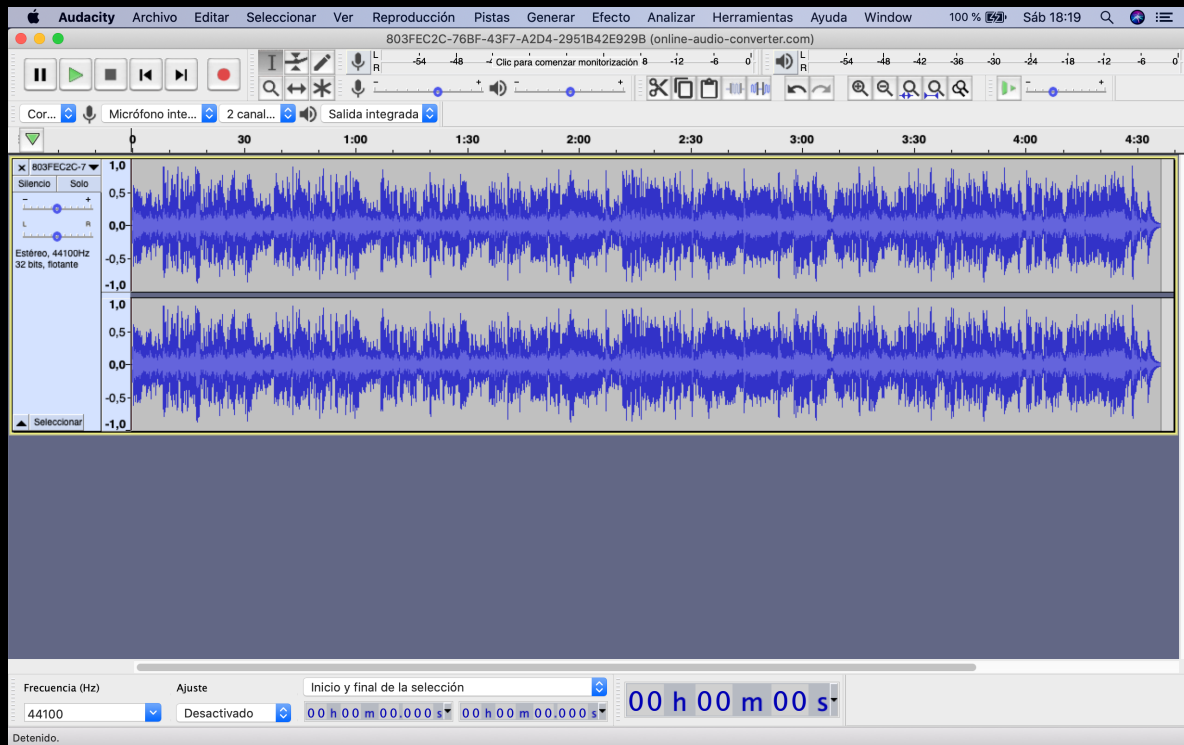 Audacity Archivo Editar Seleccionar Ver Reproducción Pistas Generar Efecto Analizar Herramientas Ayuda Window 100 % Sáb 18:19
803FEC2C-76BF-43F7-A2D4-2951B42E929B (online-audio-converter.com)
L R -54 -48 -4 Clic para comenzar monitorización 8 -12 -6 0 L R -54 -48 -42 -36 -30 -24 -18 -12 -6 0
- + - + - +
Cor... Micrófono inte... 2 canal... Salida integrada
0 30 1:00 1:30 2:00 2:30 3:00 3:30 4:00 4:30
803FEC2C-7
Silencio Solo
- +
L R
Estéreo, 44100Hz
32 bits, flotante
Seleccionar
1,0
0,5
0,0
-0,5
-1,0
1,0
0,5
0,0
-0,5
-1,0
Frecuencia (Hz) Ajuste Inicio y final de la selección
44100 Desactivado 00 h 00 m 00.000 s 00 h 00 m 00.000 s 00 h 00 m 00 s
Detenido.